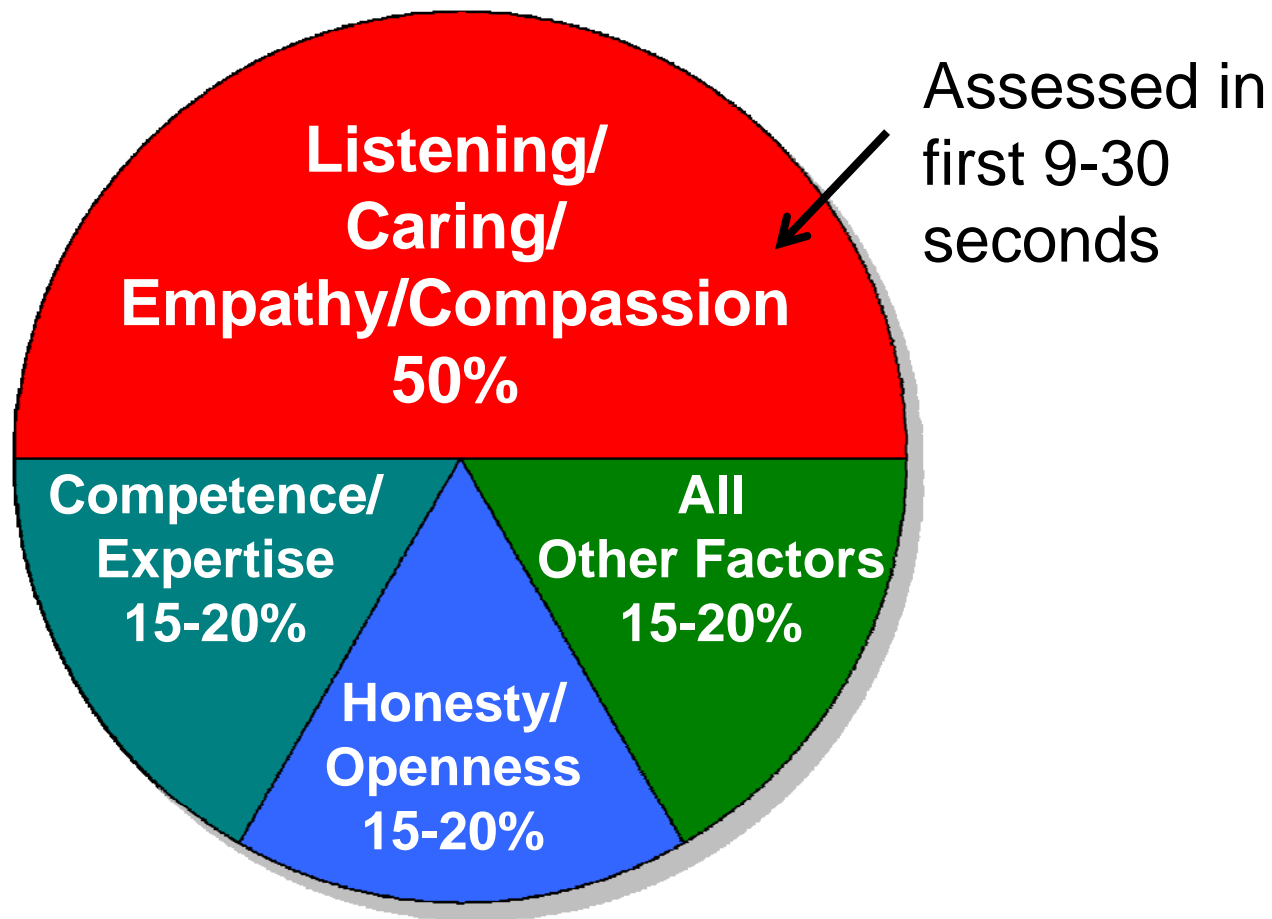 Listening/
Caring/
Empathy/Compassion
50%
Assessed in
first 9-30
seconds
Competence/
Expertise
15-20%
Honesty/
Openness
15-20%
All
Other Factors
15-20%